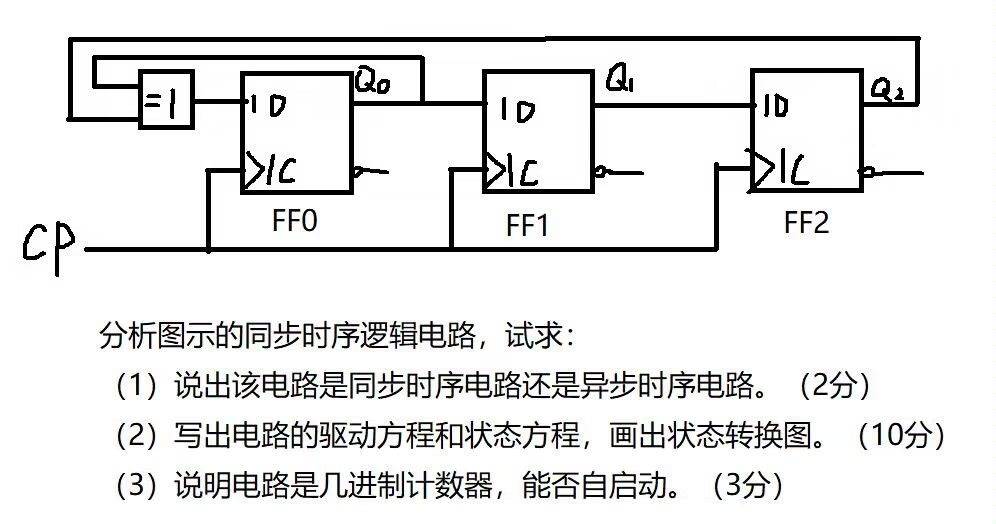 =1 1D Q0 1D Q1 1D Q2
>1C >1C >1C
FF0 FF1 FF2
CP
分析图示的同步时序逻辑电路，试求：
（1）说出该电路是同步时序电路还是异步时序电路。（2分）
（2）写出电路的驱动方程和状态方程，画出状态转换图。（10分）
（3）说明电路是几进制计数器，能否自启动。（3分）